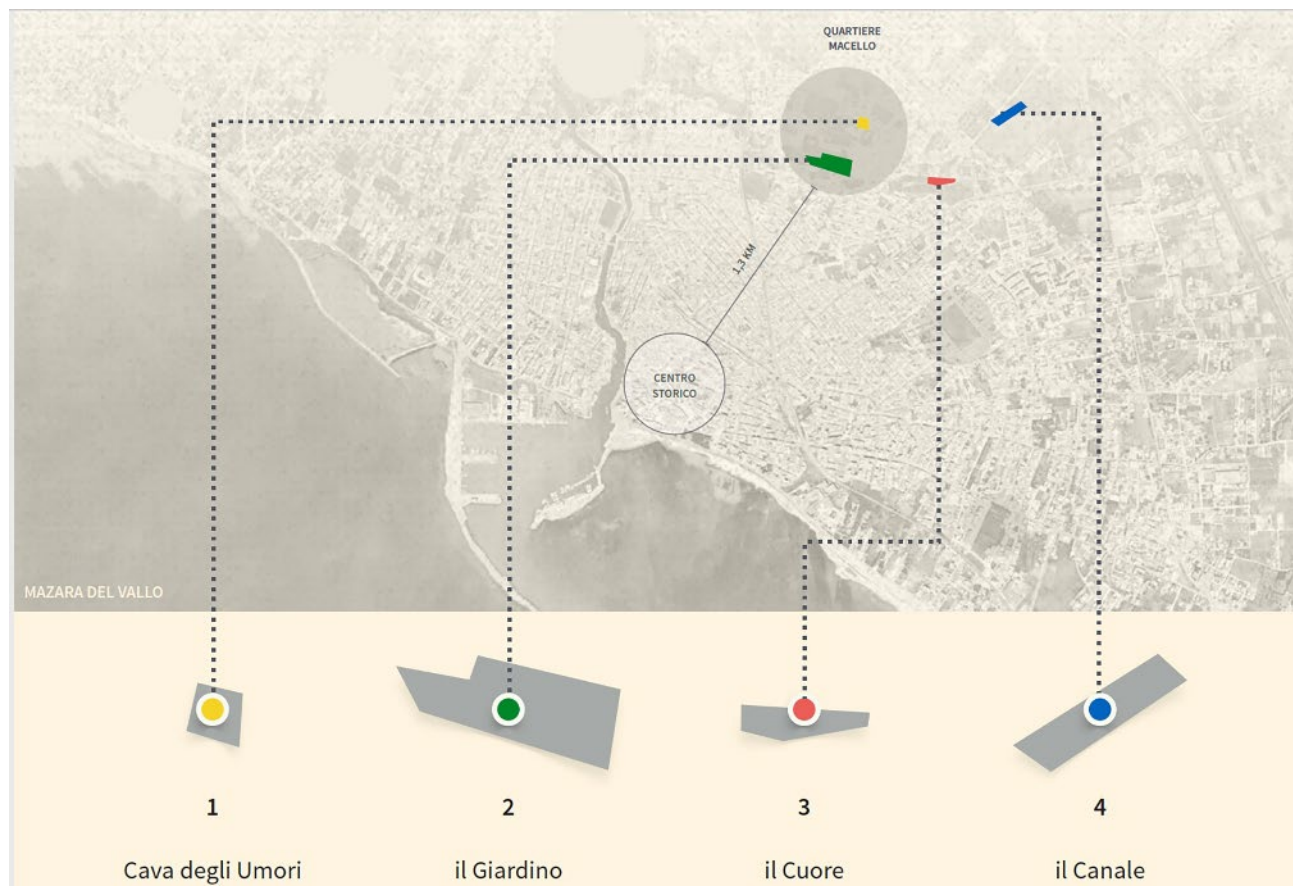 QUARTIERE
MACELLO
1,3 KM
CENTRO
STORICO
MAZARA DEL VALLO
1
2
3
4
Cava degli Umori
il Giardino
il Cuore
il Canale